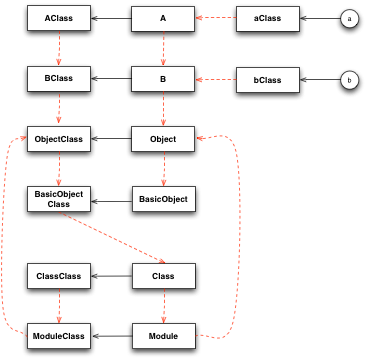 AClass A aClass a
BClass B bClass b
ObjectClass Object
BasicObject
Class BasicObject
ClassClass Class
ModuleClass Module